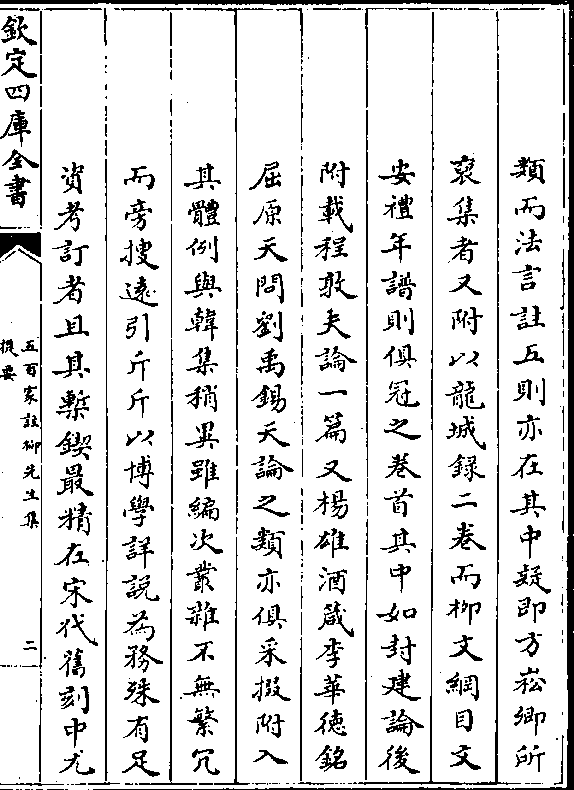 類而法言註五則亦在其中疑即方崧卿所
裒集者又附以龍城録二卷而柳文綱目文
安禮年譜則俱冠之卷首其中如封建論後
附載程敦夫論一篇又楊雄酒箴李華德銘
屈原天問劉禹錫天論之類亦俱采掇附入
其體例與韓集稍異雖編次叢雜不無繁冗
而旁搜遠引斤斤以博學詳說為務殊有足
資考訂者且其槧鍥最精在宋代舊刻中尤
欽定四庫全書
五百家註柳先生集
提要
二